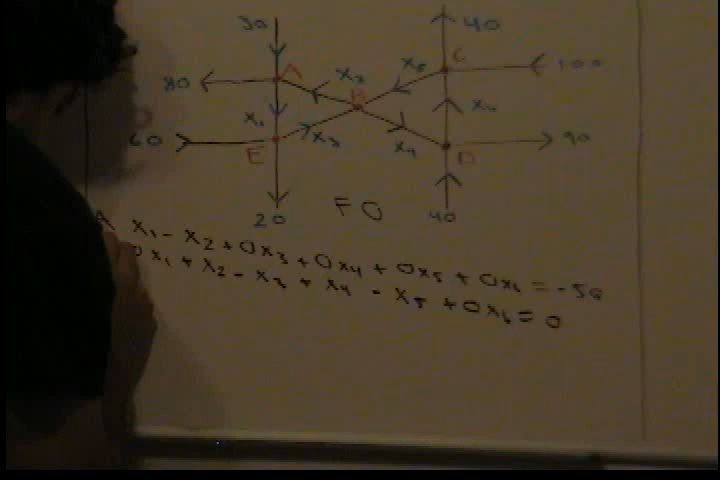 30
40
80
A
x₂
x₅
C
100
B
60
x₁
E
x₃
x₄
x₆
D
90
20
FO
40
A x₁ - x₂ + 0x₃ + 0x₄ + 0x₅ + 0x₆ = -50
0x₁ + x₂ - x₃ + x₄ - x₅ + 0x₆ = 0